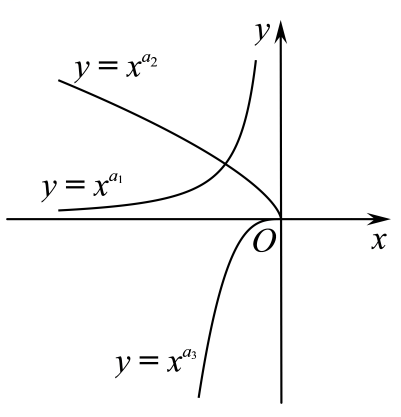 y
y = x^{a_2}
y = x^{a_1}
O
x
y = x^{a_3}